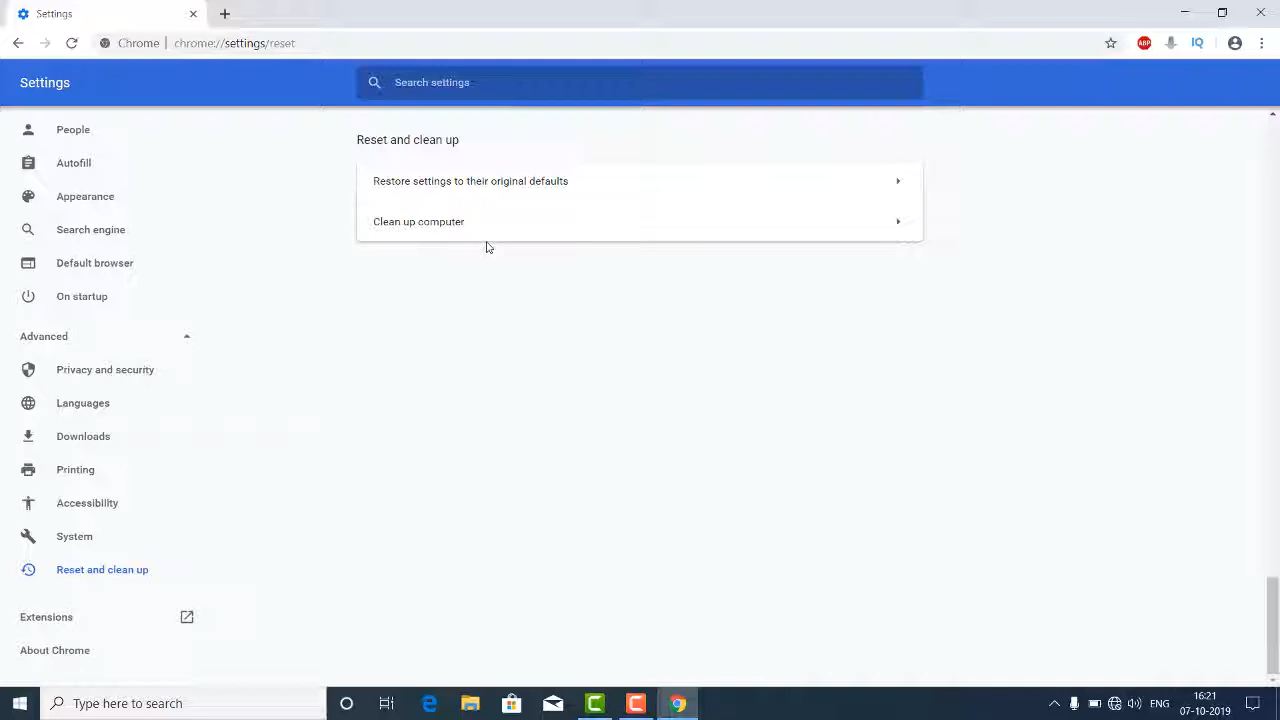 Settings
Chrome | chrome://settings/reset
ABP
IQ
Settings
Search settings
People
Autofill
Appearance
Search engine
Default browser
On startup
Advanced
Privacy and security
Languages
Downloads
Printing
Accessibility
System
Reset and clean up
Extensions
About Chrome
Reset and clean up
Restore settings to their original defaults
Clean up computer
Type here to search
ENG
16:21
07-10-2019